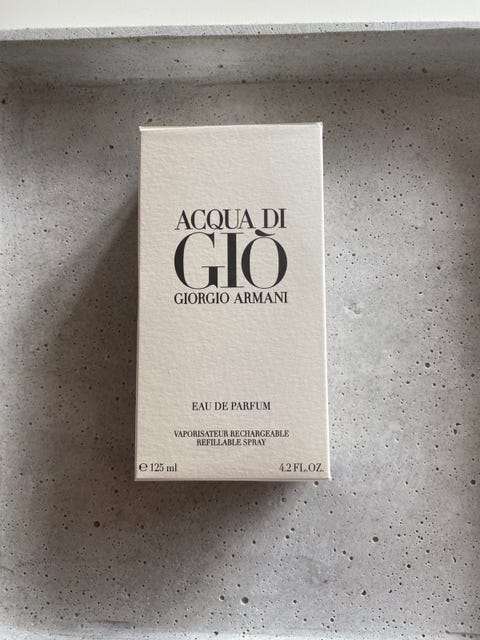 ACQUA DI
GIÒ
GIORGIO ARMANI
EAU DE PARFUM
VAPORISATEUR RECHARGEABLE
REFILLABLE SPRAY
℮ 125 ml 4.2 FL.OZ.